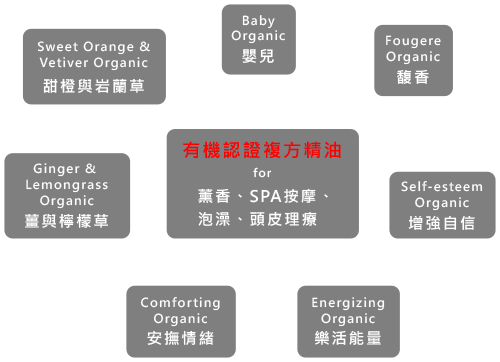 Baby
Organic
嬰兒
Sweet Orange &
Vetiver Organic
甜橙與岩蘭草
Fougere
Organic
馥香
有機認證複方精油
for
薰香、SPA按摩、
泡澡、頭皮理療
Ginger &
Lemongrass
Organic
薑與檸檬草
Self-esteem
Organic
增強自信
Comforting
Organic
安撫情緒
Energizing
Organic
樂活能量